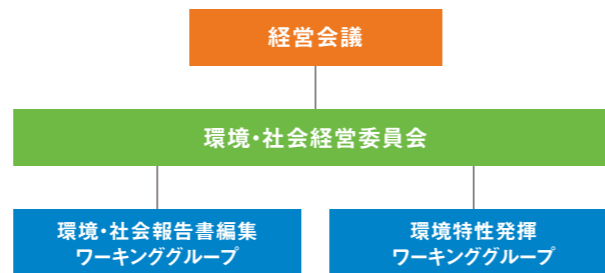 経営会議
環境・社会経営委員会
環境・社会報告書編集
ワーキンググループ
環境特性発揮
ワーキンググループ